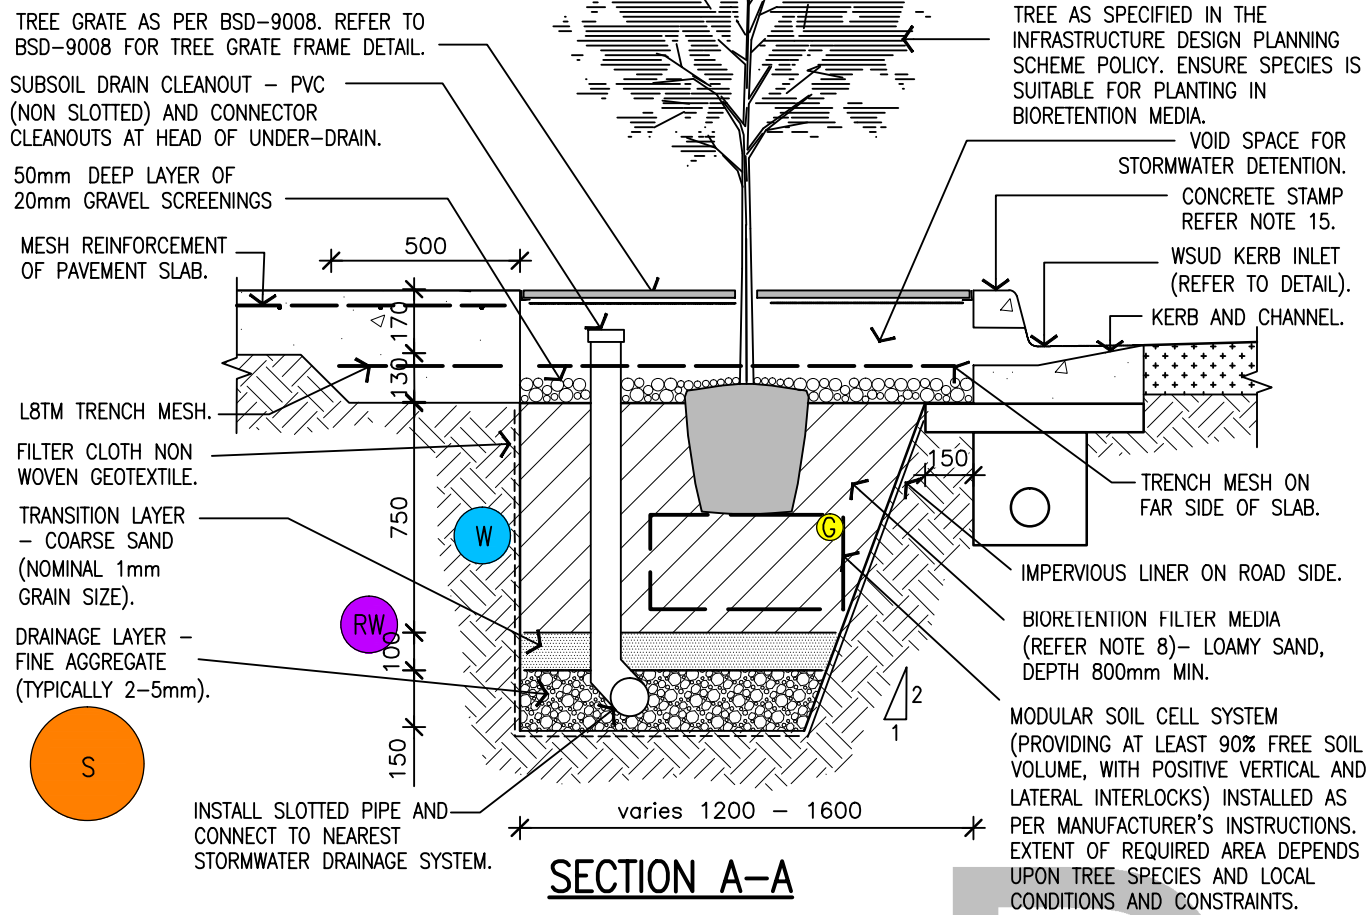 TREE GRATE AS PER BSD-9008. REFER TO
BSD-9008 FOR TREE GRATE FRAME DETAIL.
SUBSOIL DRAIN CLEANOUT - PVC
(NON SLOTTED) AND CONNECTOR
CLEANOUTS AT HEAD OF UNDER-DRAIN.
50mm DEEP LAYER OF
20mm GRAVEL SCREENINGS
MESH REINFORCEMENT
OF PAVEMENT SLAB.
500
170
130
L8TM TRENCH MESH.
FILTER CLOTH NON
WOVEN GEOTEXTILE.
750
TRANSITION LAYER
- COARSE SAND
(NOMINAL 1mm
GRAIN SIZE).
W
RW
100
DRAINAGE LAYER -
FINE AGGREGATE
(TYPICALLY 2-5mm).
S
150
INSTALL SLOTTED PIPE AND
CONNECT TO NEAREST
STORMWATER DRAINAGE SYSTEM.
varies 1200 - 1600
SECTION A-A
TREE AS SPECIFIED IN THE
INFRASTRUCTURE DESIGN PLANNING
SCHEME POLICY. ENSURE SPECIES IS
SUITABLE FOR PLANTING IN
BIORETENTION MEDIA.
VOID SPACE FOR
STORMWATER DETENTION.
CONCRETE STAMP
REFER NOTE 15.
WSUD KERB INLET
(REFER TO DETAIL).
KERB AND CHANNEL.
150
TRENCH MESH ON
FAR SIDE OF SLAB.
G
IMPERVIOUS LINER ON ROAD SIDE.
BIORETENTION FILTER MEDIA
(REFER NOTE 8)- LOAMY SAND,
DEPTH 800mm MIN.
2
1
MODULAR SOIL CELL SYSTEM
(PROVIDING AT LEAST 90% FREE SOIL
VOLUME, WITH POSITIVE VERTICAL AND
LATERAL INTERLOCKS) INSTALLED AS
PER MANUFACTURER'S INSTRUCTIONS.
EXTENT OF REQUIRED AREA DEPENDS
UPON TREE SPECIES AND LOCAL
CONDITIONS AND CONSTRAINTS.